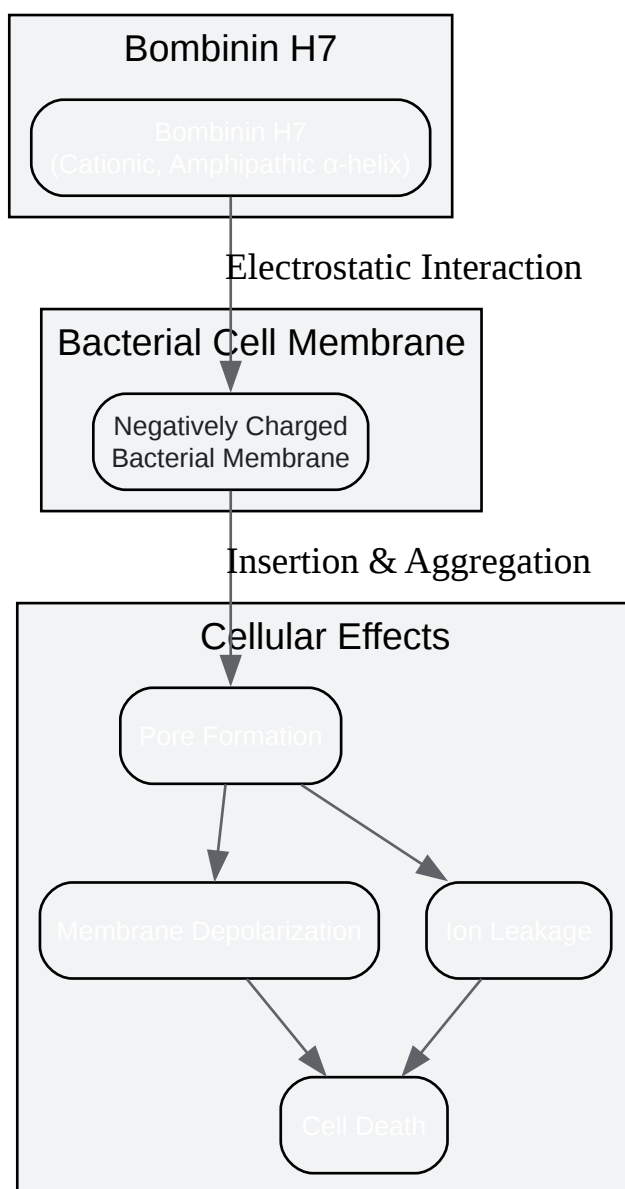 Bombinin H7
Bombinin H7
(Cationic, Amphipathic α-helix)
Electrostatic Interaction
Bacterial Cell Membrane
Negatively Charged
Bacterial Membrane
Insertion & Aggregation
Cellular Effects
Pore Formation
Membrane Depolarization
Ion Leakage
Cell Death